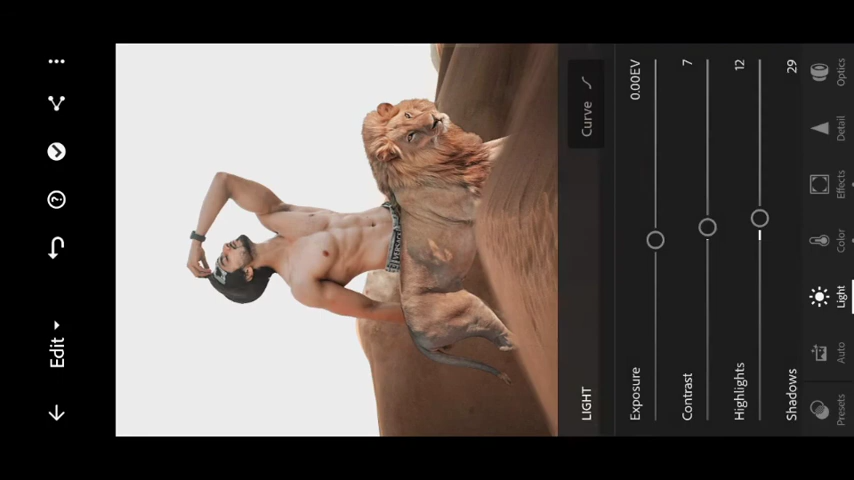 Edit
LIGHT
Curve
Exposure
0.00EV
Contrast
7
Highlights
12
Shadows
29
Presets
Auto
Light
Color
Effects
Detail
Optics
VERSACE